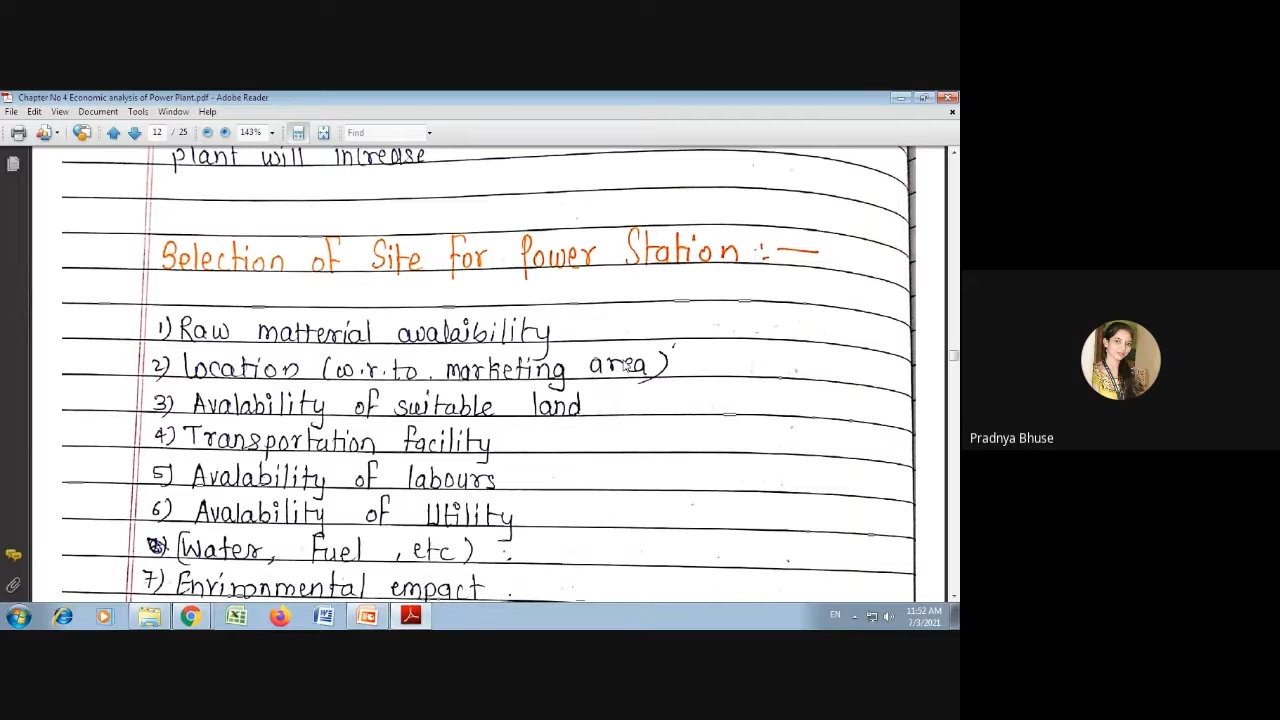 Chapter No 4 Economic analysis of Power Plant.pdf - Adobe Reader
File Edit View Document Tools Window Help
12 / 25 143% Find
plant will increase
Selection of Site for Power Station :-
1) Raw matterial avalaibility
2) Location (w.r.to. marketing area)
3) Avalability of suitable land
4) Transportation facility
5) Avalability of labours
6) Avalability of Utility
(Water, Fuel, etc)
7) Environmental empact.
Pradnya Bhuse
EN 11:52 AM
7/3/2021